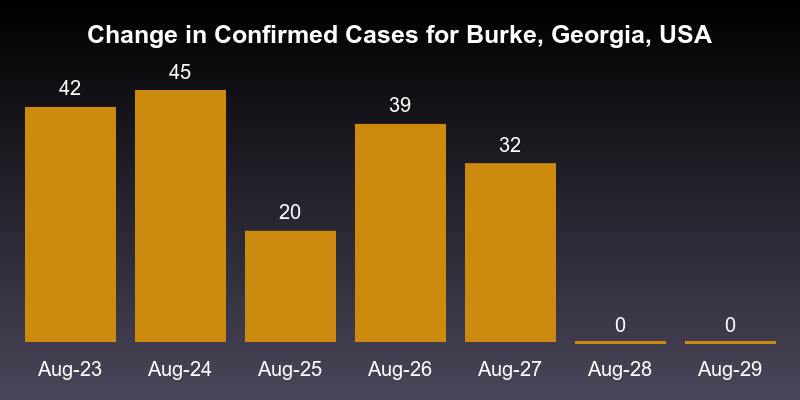 Change in Confirmed Cases for Burke, Georgia, USA
42 45 20 39 32 0 0
Aug-23 Aug-24 Aug-25 Aug-26 Aug-27 Aug-28 Aug-29